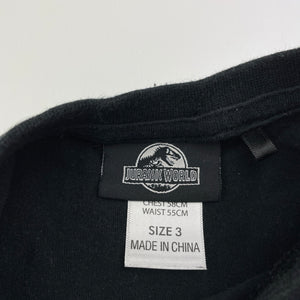 JURASSIC WORLD
CHEST 58CM
WAIST 55CM
SIZE 3
MADE IN CHINA